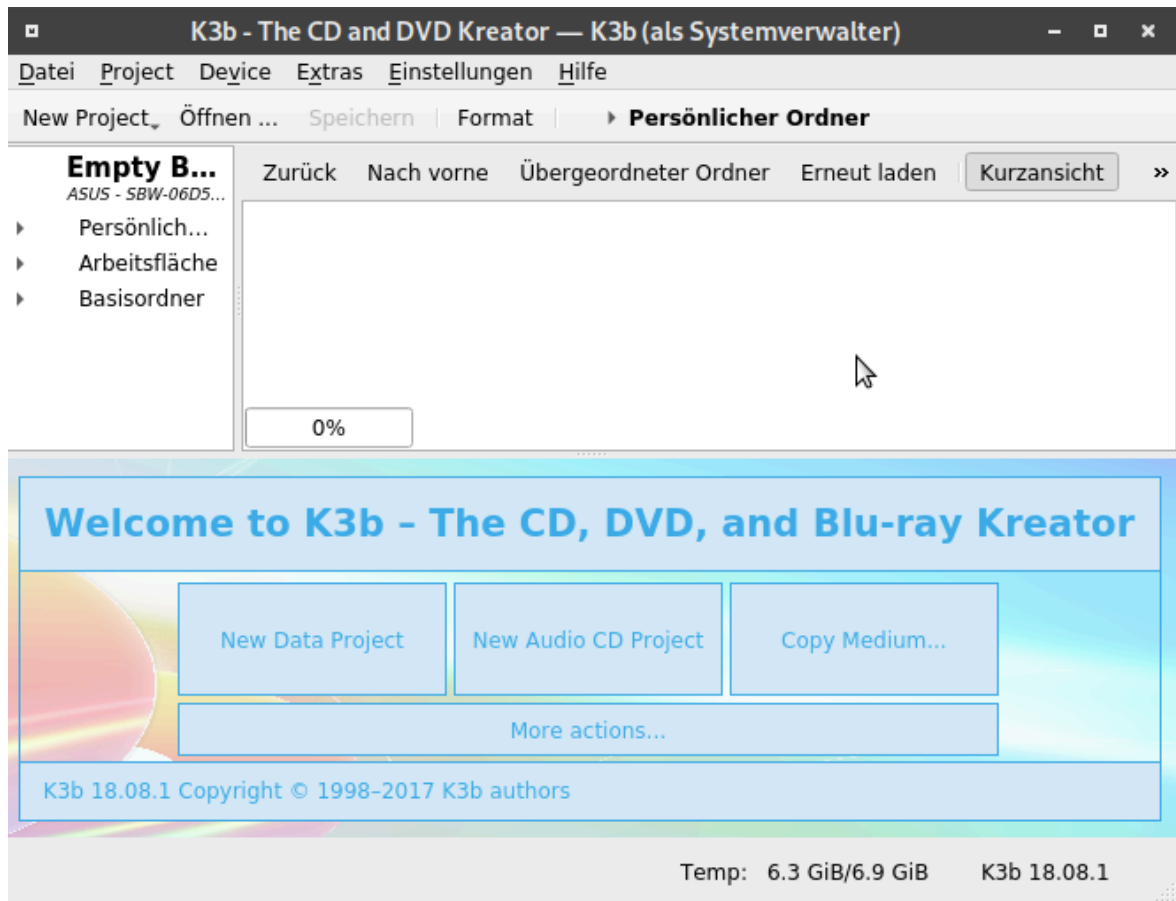 K3b - The CD and DVD Kreator — K3b (als Systemverwalter)
Datei Project Device Extras Einstellungen Hilfe
New Project Öffnen ... Speichern Format Persönlicher Ordner
Empty B...
ASUS - SBW-06D5...
Persönlich...
Arbeitsfläche
Basisordner
Zurück Nach vorne Übergeordneter Ordner Erneut laden Kurzansicht »
0%
Welcome to K3b – The CD, DVD, and Blu-ray Kreator
New Data Project New Audio CD Project Copy Medium...
More actions...
K3b 18.08.1 Copyright © 1998–2017 K3b authors
Temp: 6.3 GiB/6.9 GiB K3b 18.08.1